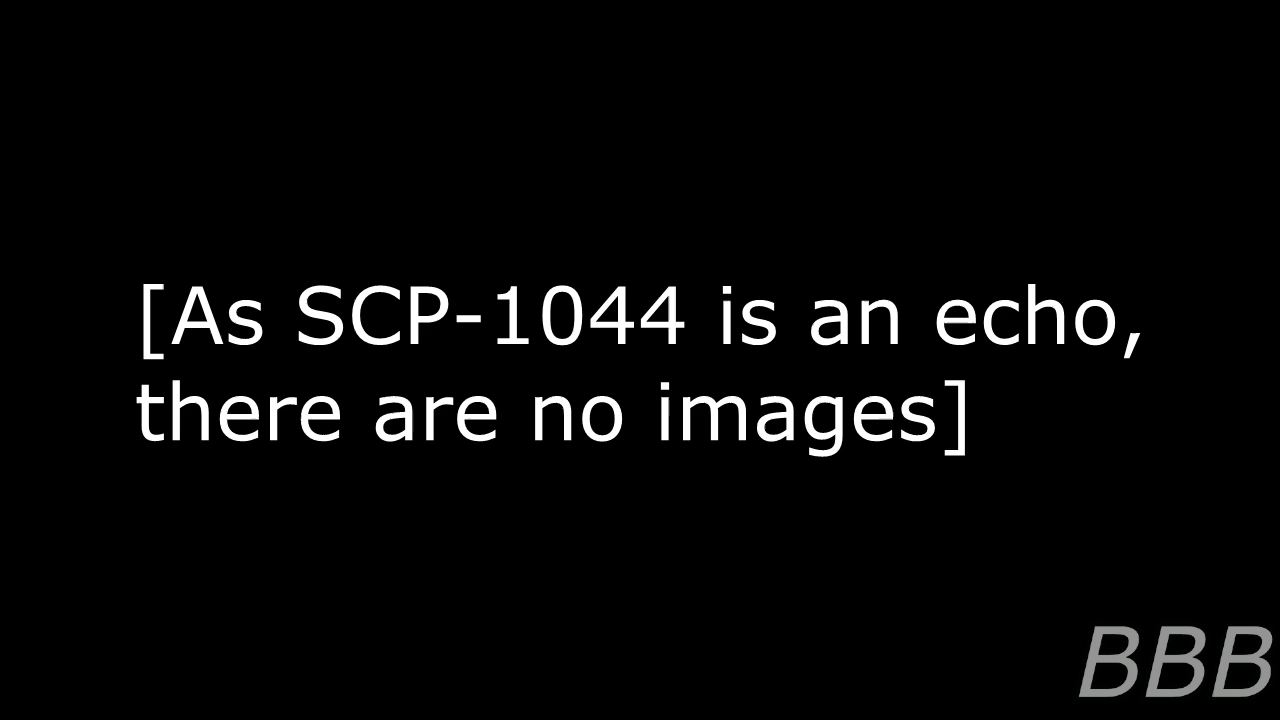 [As SCP-1044 is an echo,
there are no images]
BBB